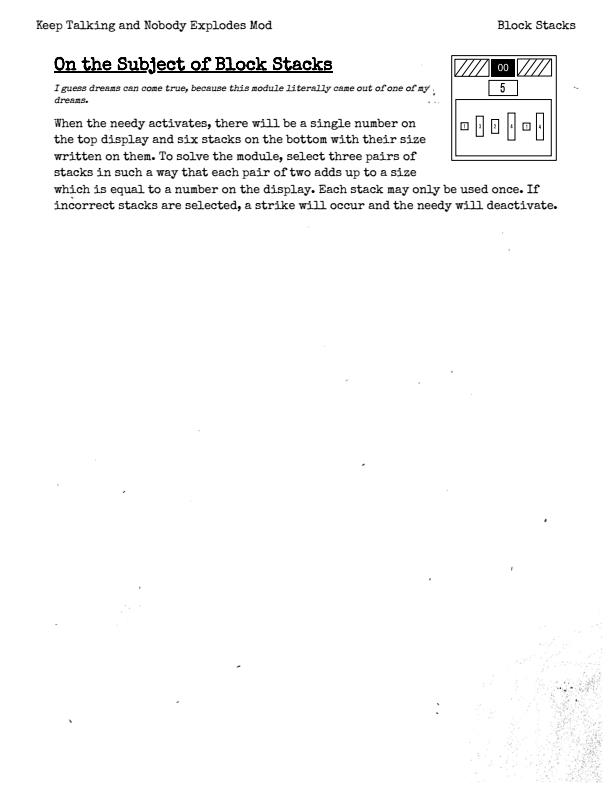 Keep Talking and Nobody Explodes Mod
Block Stacks
On the Subject of Block Stacks
I guess dreams can come true, because this module literally came out of one of my
dreams.
When the needy activates, there will be a single number on
the top display and six stacks on the bottom with their size
written on them. To solve the module, select three pairs of
stacks in such a way that each pair of two adds up to a size
which is equal to a number on the display. Each stack may only be used once. If
incorrect stacks are selected, a strike will occur and the needy will deactivate.
00
5